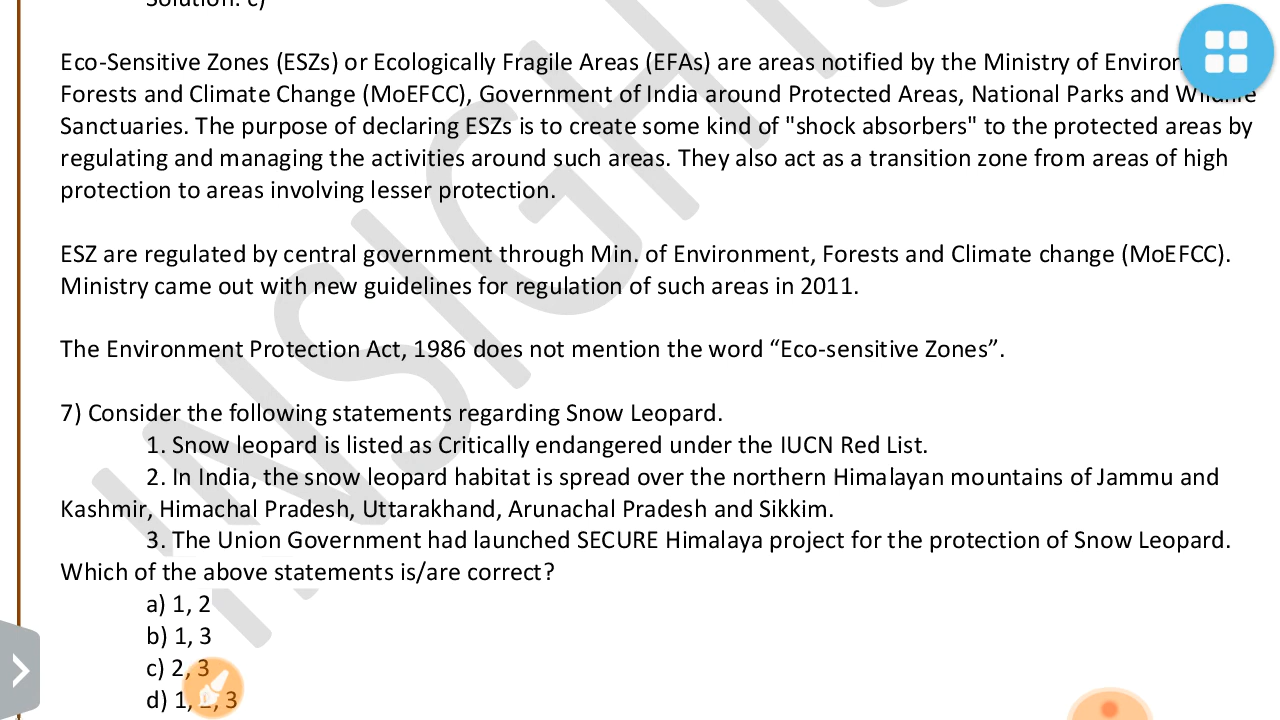 Solution: c)
Eco-Sensitive Zones (ESZs) or Ecologically Fragile Areas (EFAs) are areas notified by the Ministry of
Forests and Climate Change (MoEFCC), Government of India around Protected Areas, National Parks and
Sanctuaries. The purpose of declaring ESZs is to create some kind of "shock absorbers" to the protected areas by
regulating and managing the activities around such areas. They also act as a transition zone from areas of high
protection to areas involving lesser protection.
ESZ are regulated by central government through Min. of Environment, Forests and Climate change (MoEFCC).
Ministry came out with new guidelines for regulation of such areas in 2011.
The Environment Protection Act, 1986 does not mention the word “Eco-sensitive Zones”.
7) Consider the following statements regarding Snow Leopard.
1. Snow leopard is listed as Critically endangered under the IUCN Red List.
2. In India, the snow leopard habitat is spread over the northern Himalayan mountains of Jammu and
Kashmir, Himachal Pradesh, Uttarakhand, Arunachal Pradesh and Sikkim.
3. The Union Government had launched SECURE Himalaya project for the protection of Snow Leopard.
Which of the above statements is/are correct?
a) 1, 2
b) 1, 3
c) 2, 3
d) 1, 3